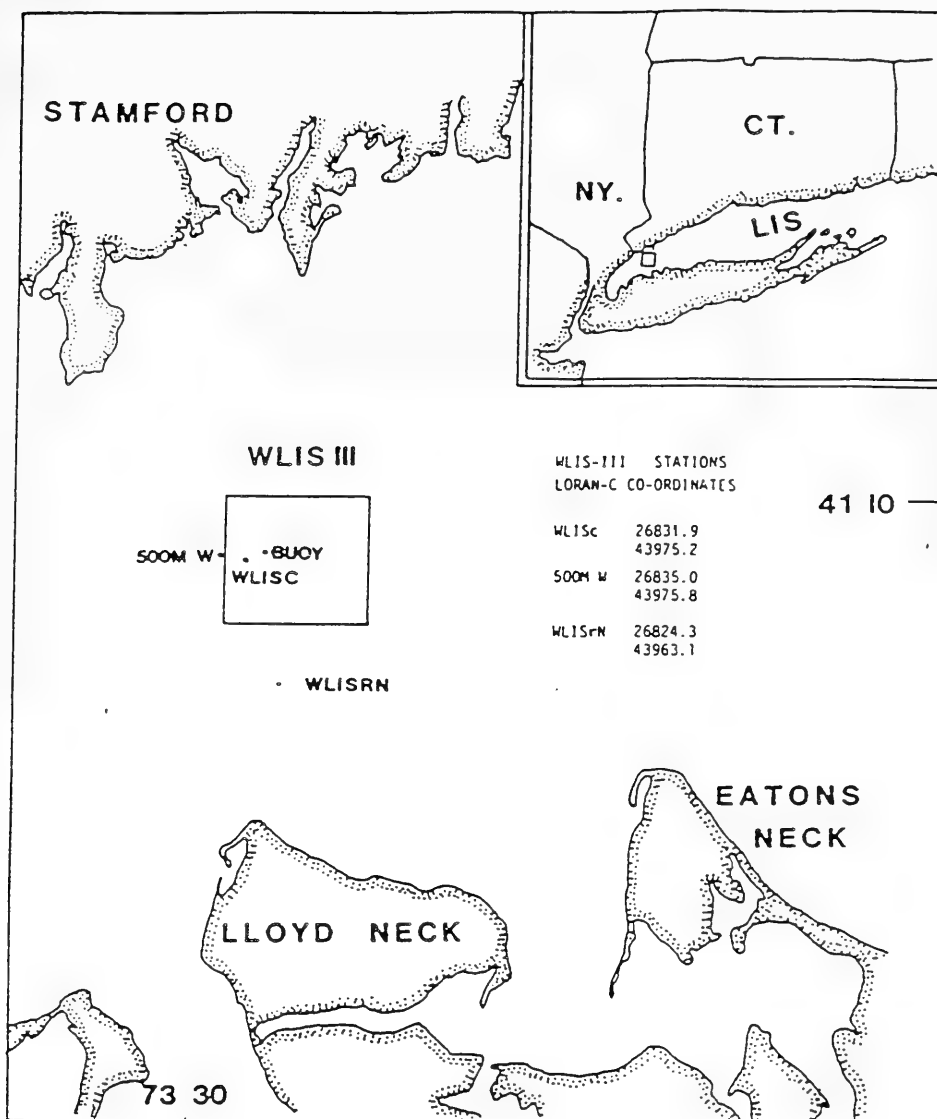 STAMFORD
CT.
NY.
LIS
WLIS III
500M W
BUOY
WLISC
WLISRN
WLIS-III STATIONS
LORAN-C CO-ORDINATES
WLISc 26831.9
43975.2
500M W 26835.0
43975.8
WLISrN 26824.3
43963.1
41 10
EATONS
NECK
LLOYD NECK
73 30